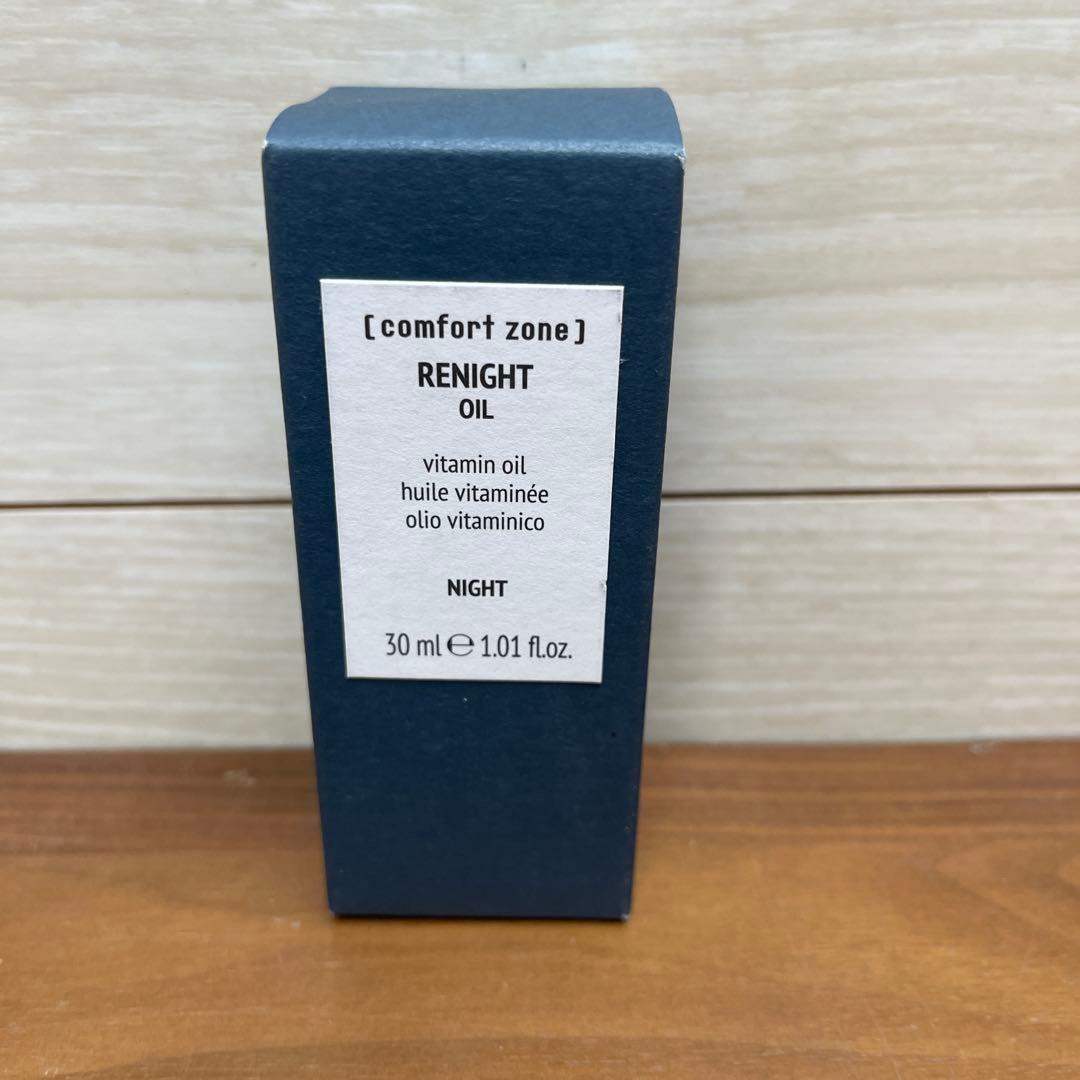 [comfort zone]
RENIGHT
OIL
vitamin oil
huile vitaminée
olio vitaminico
NIGHT
30 ml ℮ 1.01 fl.oz.